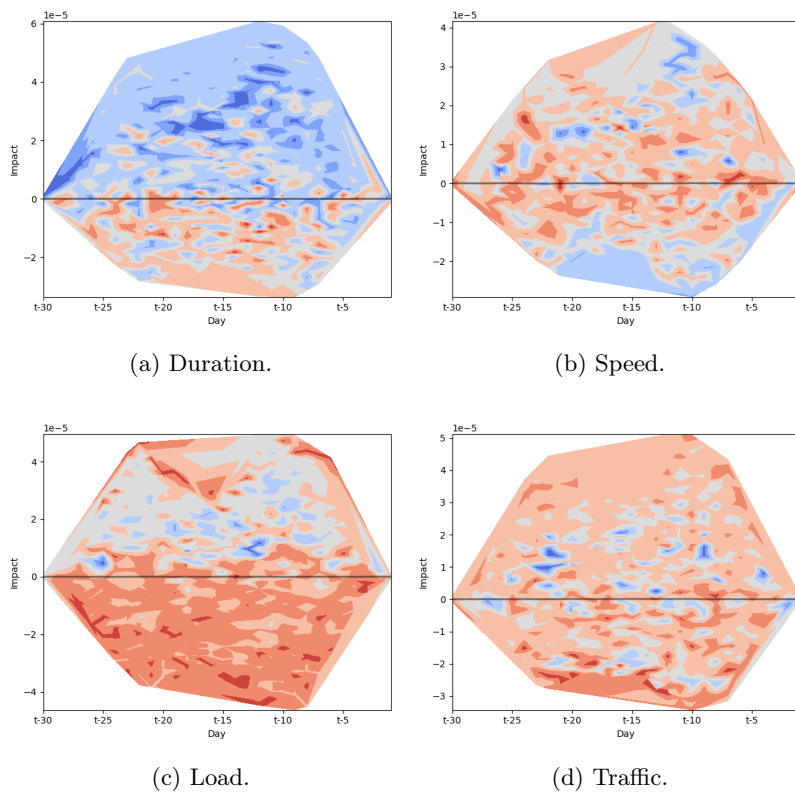 1e−5
6
4
2
0
−2
Impact
t-30 t-25 t-20 t-15 t-10 t-5
Day
(a) Duration.
1e−5
4
3
2
1
0
−1
−2
Impact
t-30 t-25 t-20 t-15 t-10 t-5
Day
(b) Speed.
1e−5
4
2
0
−2
−4
Impact
t-30 t-25 t-20 t-15 t-10 t-5
Day
(c) Load.
1e−5
5
4
3
2
1
0
−1
−2
−3
Impact
t-30 t-25 t-20 t-15 t-10 t-5
Day
(d) Traffic.